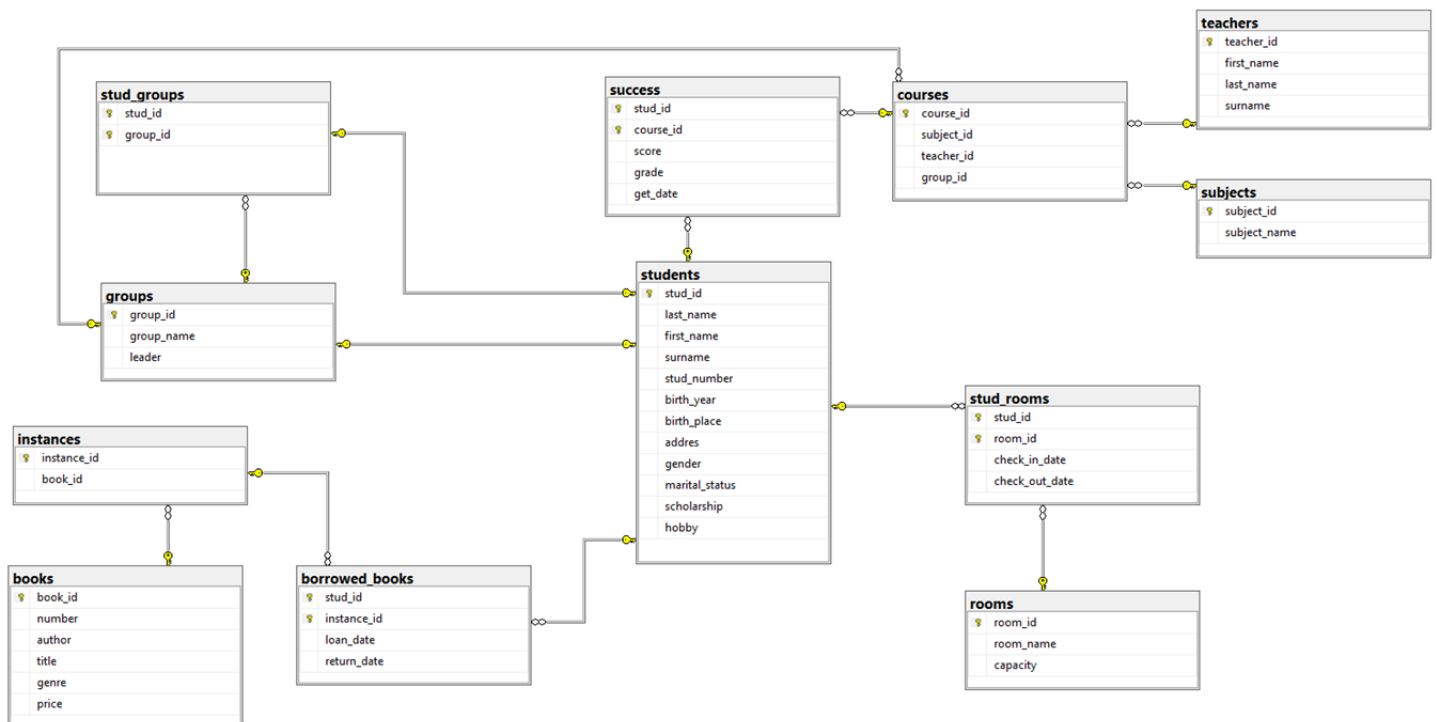 teachers
teacher_id
first_name
last_name
surname
stud_groups
stud_id
group_id
success
stud_id
course_id
score
grade
get_date
courses
course_id
subject_id
teacher_id
group_id
subjects
subject_id
subject_name
groups
group_id
group_name
leader
students
stud_id
last_name
first_name
surname
stud_number
birth_year
birth_place
addres
gender
marital_status
scholarship
hobby
stud_rooms
stud_id
room_id
check_in_date
check_out_date
instances
instance_id
book_id
books
book_id
number
author
title
genre
price
borrowed_books
stud_id
instance_id
loan_date
return_date
rooms
room_id
room_name
capacity